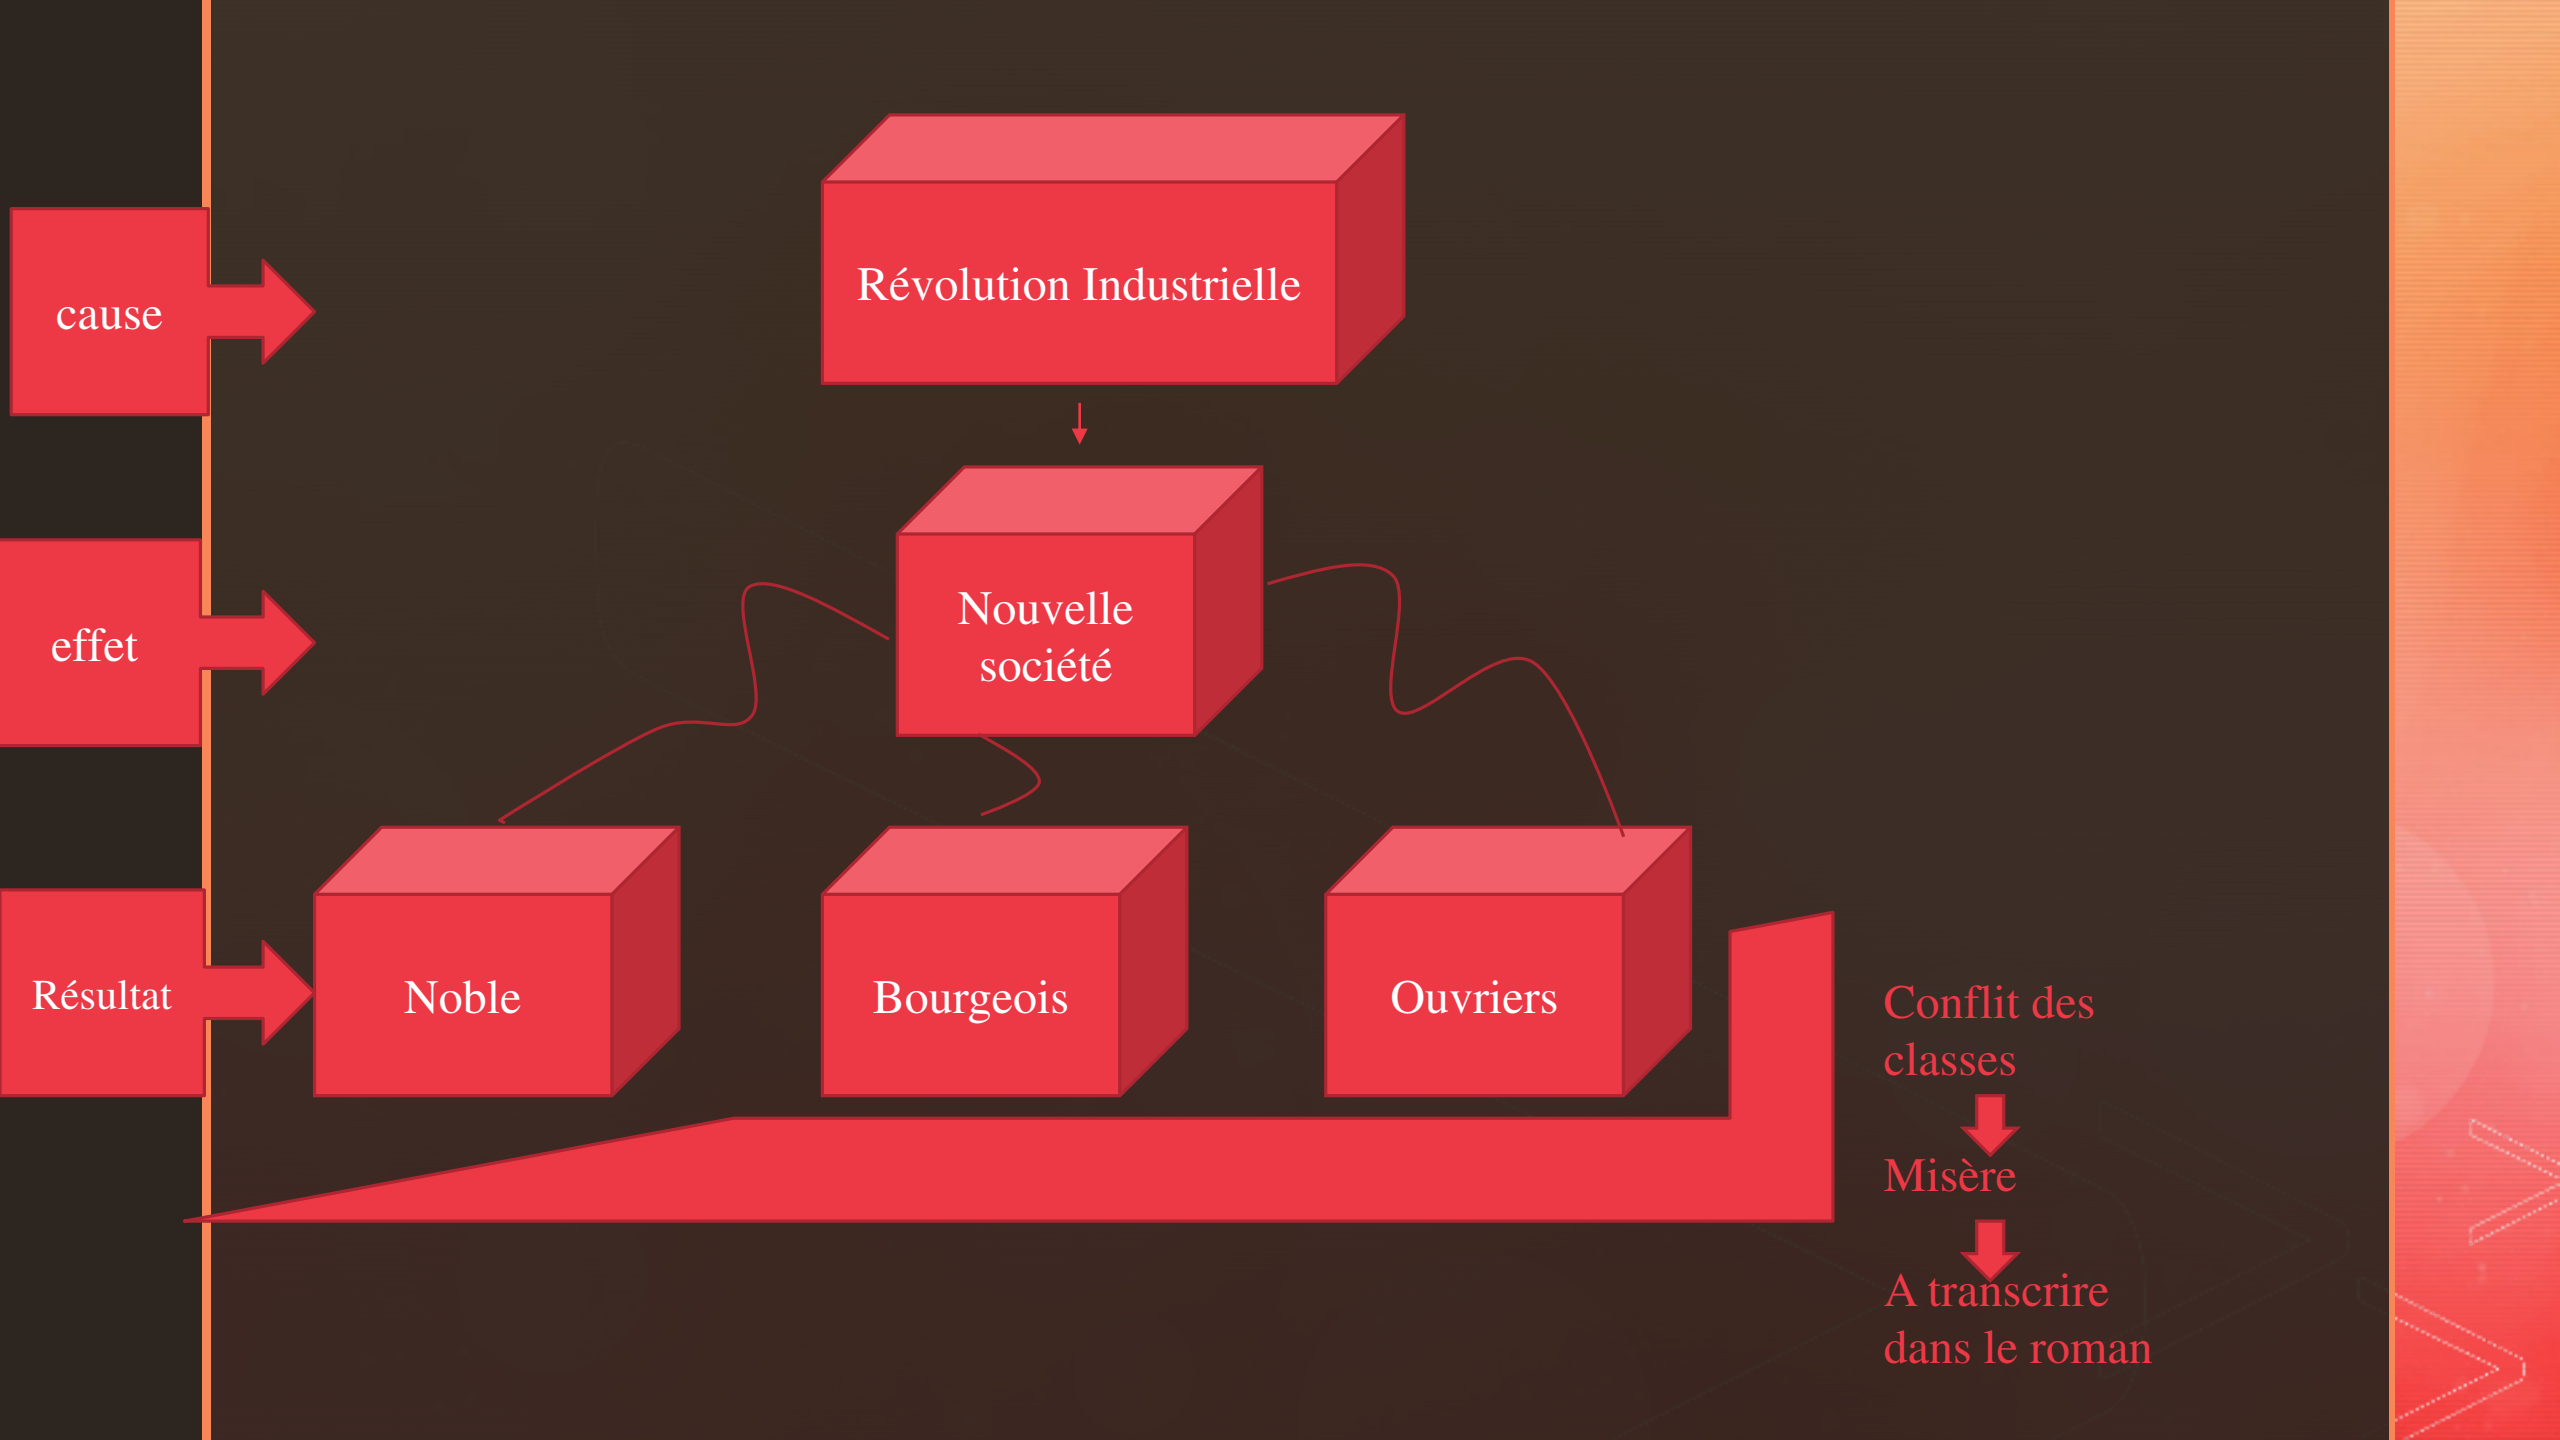 cause
Révolution Industrielle
effet
Nouvelle
société
Résultat
Noble
Bourgeois
Ouvriers
Conflit des
classes
Misère
A transcrire
dans le roman